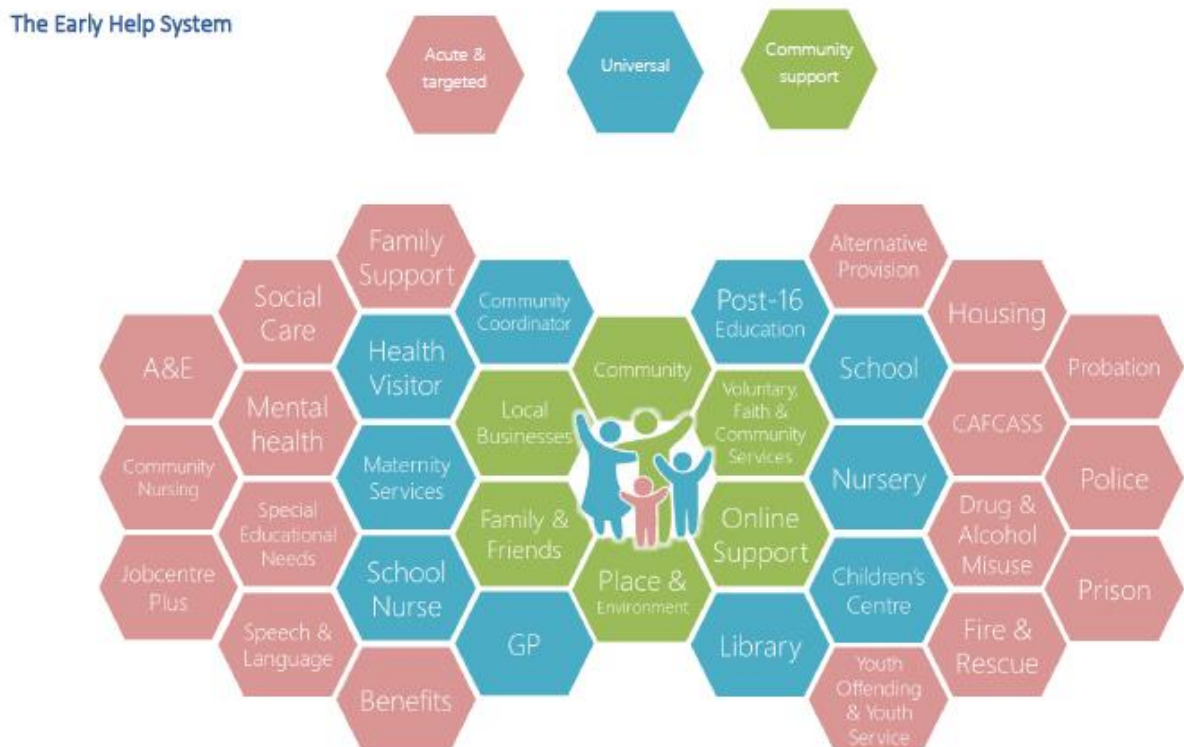 The Early Help System
Acute &
targeted
Universal
Community
support
Family
Support
Alternative
Provision
Social
Care
Community
Coordinator
Post-16
Education
Housing
A&E
Health
Visitor
Community
School
Probation
Mental
health
Local
Businesses
Voluntary,
Faith &
Community
Services
CAFCASS
Community
Nursing
Maternity
Services
Nursery
Police
Special
Educational
Needs
Family &
Friends
Online
Support
Drug &
Alcohol
Misuse
Jobcentre
Plus
School
Nurse
Place &
Environment
Children's
Centre
Prison
Speech &
Language
GP
Library
Fire &
Rescue
Benefits
Youth
Offending
& Youth
Service